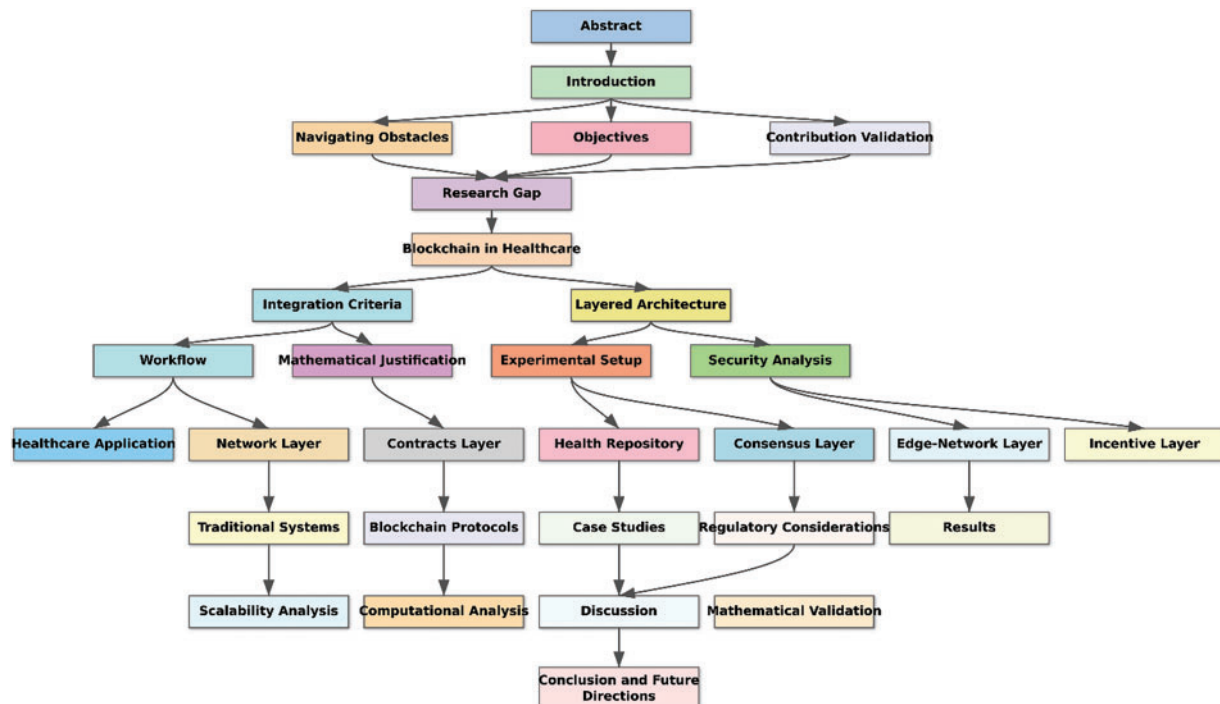 Abstract
Introduction
Navigating Obstacles
Objectives
Contribution Validation
Research Gap
Blockchain in Healthcare
Integration Criteria
Layered Architecture
Workflow
Mathematical Justification
Experimental Setup
Security Analysis
Healthcare Application
Network Layer
Contracts Layer
Health Repository
Consensus Layer
Edge-Network Layer
Incentive Layer
Traditional Systems
Blockchain Protocols
Case Studies
Regulatory Considerations
Results
Scalability Analysis
Computational Analysis
Discussion
Mathematical Validation
Conclusion and Future
Directions